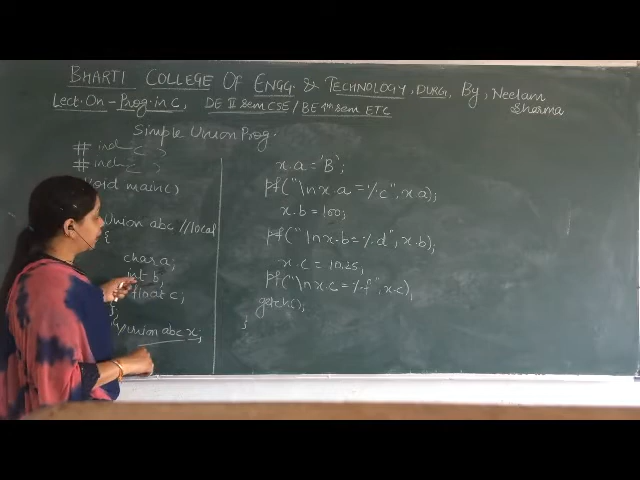 BHARTI COLLEGE OF ENGG. & TECHNOLOGY, DURG, By, Neelam Sharma
Lect. On - Prog. in C, DE II sem CSE / BE 1st sem ETC
Simple Union Prog.
# incl < >
# incl < >
Void main()
Union abc //local
{
char a;
int b;
float c;
};
union abc x;
x.a = 'B';
pf("\n x.a = %c", x.a);
x.b = 100;
pf("\n x.b = %d", x.b);
x.c = 10.25,
pf("\n x.c = %f", x.c),
getch();
}